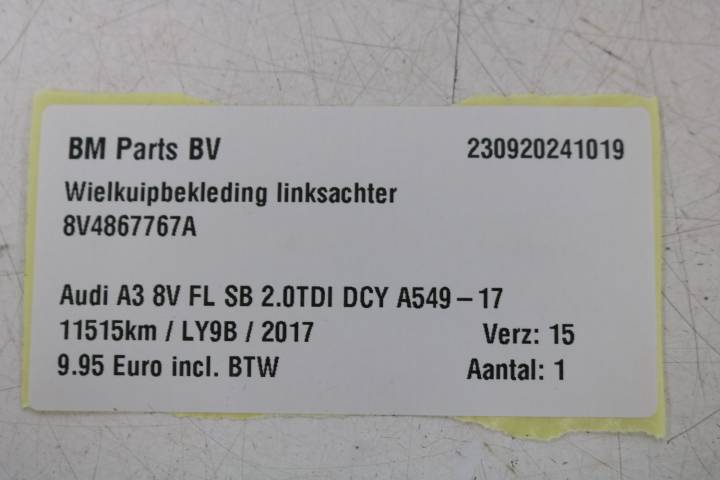 BM Parts BV 230920241019
Wielkuipbekleding linksachter
8V4867767A
Audi A3 8V FL SB 2.0TDI DCY A549 – 17
11515km / LY9B / 2017 Verz: 15
9.95 Euro incl. BTW Aantal: 1